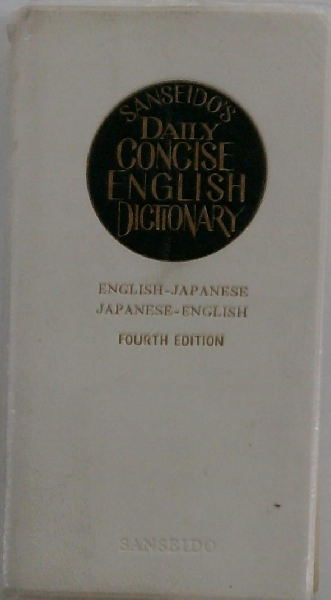 SANSEIDO'S
DAILY
CONCISE
ENGLISH
DICTIONARY
ENGLISH-JAPANESE
JAPANESE-ENGLISH
FOURTH EDITION
SANSEIDO